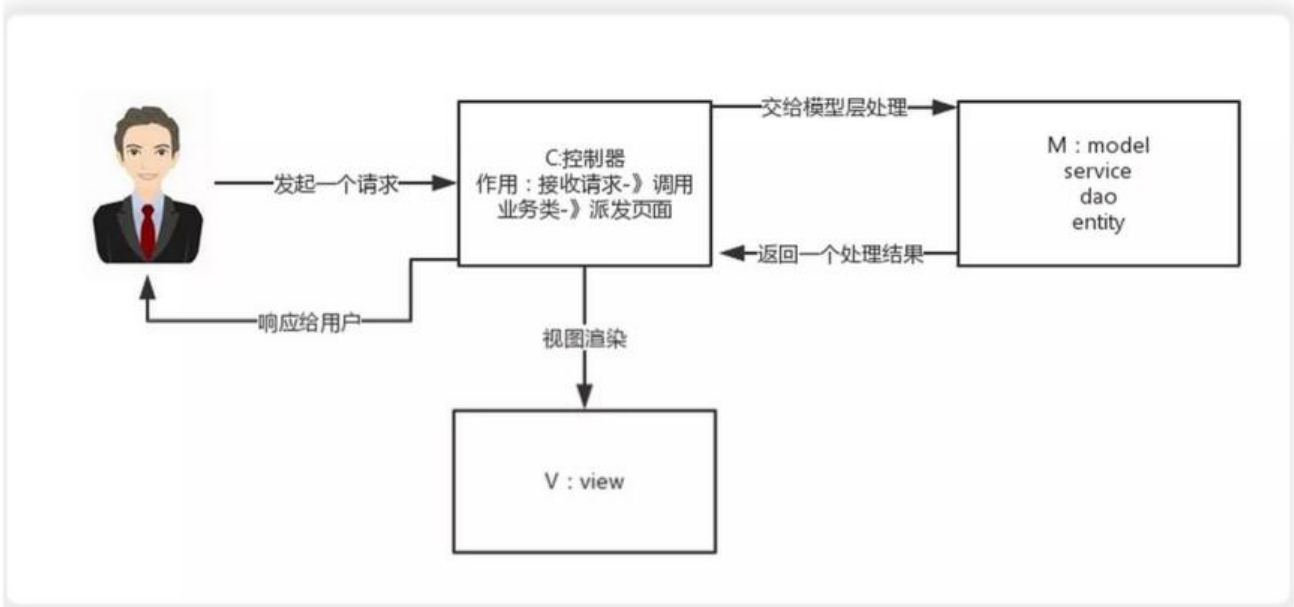 交给模型层处理
C:控制器
作用：接收请求-》调用
业务类-》派发页面
M：model
service
dao
entity
发起一个请求
返回一个处理结果
响应给用户
视图渲染
V：view